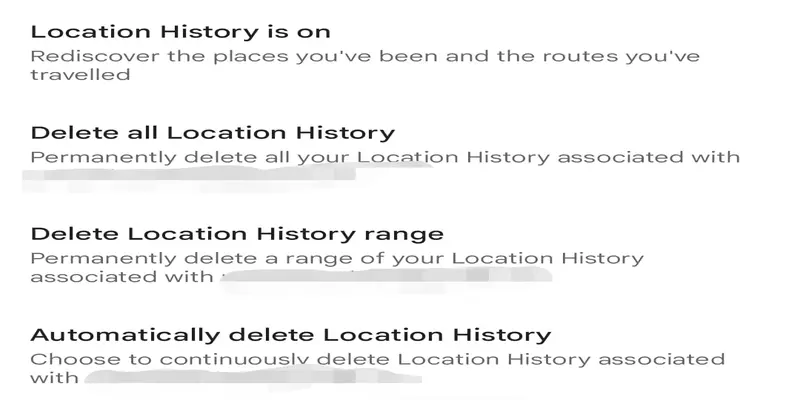 Location History is on
Rediscover the places you've been and the routes you've
travelled
Delete all Location History
Permanently delete all your Location History associated with
Delete Location History range
Permanently delete a range of your Location History
associated with
Automatically delete Location History
Choose to continuously delete Location History associated
with